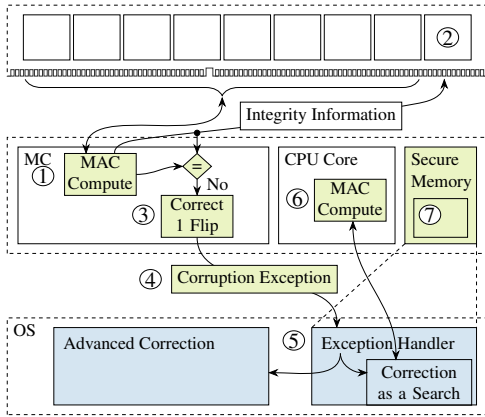 ②
Integrity Information
MC
CPU Core
Secure
Memory
①
MAC
Compute
=
No
③
Correct
1 Flip
⑥
MAC
Compute
⑦
④
Corruption Exception
OS
Advanced Correction
⑤
Exception Handler
Correction
as a Search